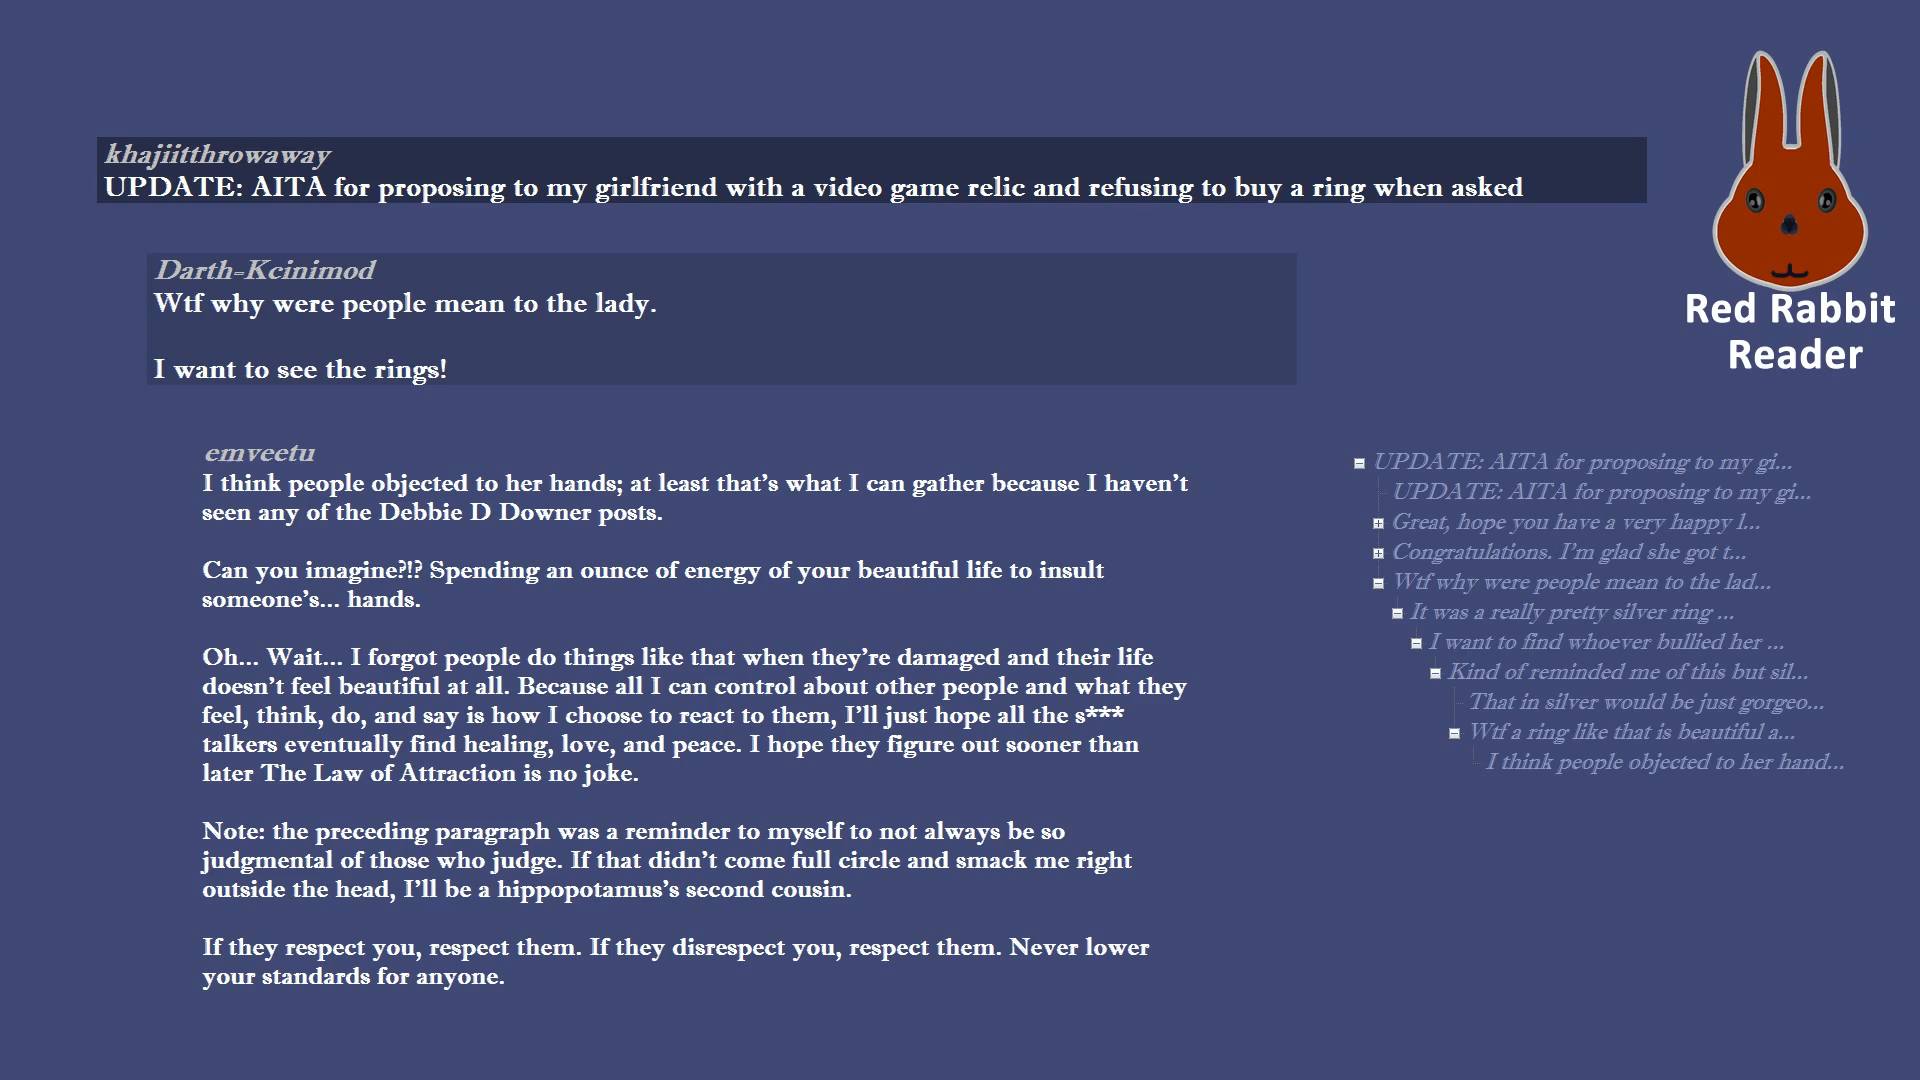 khajiitthrowaway
UPDATE: AITA for proposing to my girlfriend with a video game relic and refusing to buy a ring when asked
Darth-Kcinimod
Wtf why were people mean to the lady.
I want to see the rings!
emveetu
I think people objected to her hands; at least that's what I can gather because I haven't
seen any of the Debbie D Downer posts.
Can you imagine?!? Spending an ounce of energy of your beautiful life to insult
someone's... hands.
Oh... Wait... I forgot people do things like that when they're damaged and their life
doesn't feel beautiful at all. Because all I can control about other people and what they
feel, think, do, and say is how I choose to react to them, I'll just hope all the s***
talkers eventually find healing, love, and peace. I hope they figure out sooner than
later The Law of Attraction is no joke.
Note: the preceding paragraph was a reminder to myself to not always be so
judgmental of those who judge. If that didn't come full circle and smack me right
outside the head, I'll be a hippopotamus's second cousin.
If they respect you, respect them. If they disrespect you, respect them. Never lower
your standards for anyone.
Red Rabbit
Reader
UPDATE: AITA for proposing to my gi...
UPDATE: AITA for proposing to my gi...
Great, hope you have a very happy l...
Congratulations. I'm glad she got t...
Wtf why were people mean to the lad...
It was a really pretty silver ring ...
I want to find whoever bullied her ...
Kind of reminded me of this but sil...
That in silver would be just gorgeo...
Wtf a ring like that is beautiful a...
I think people objected to her hand...